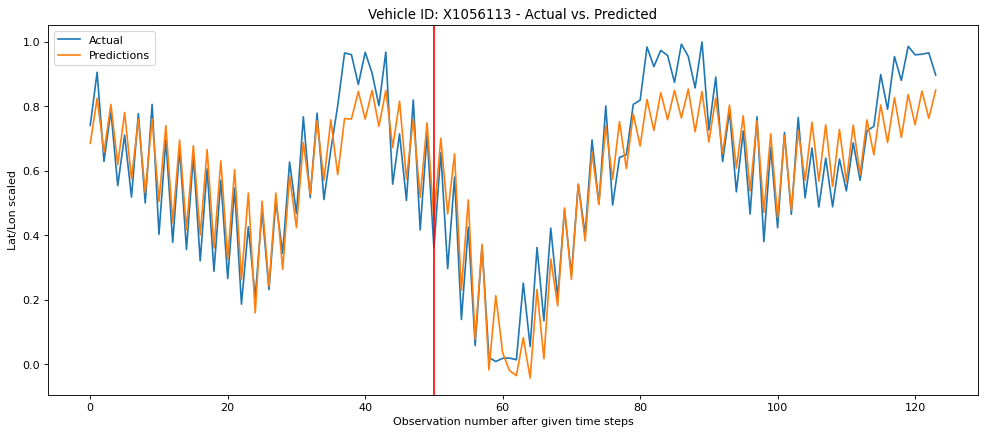 Vehicle ID: X1056113 - Actual vs. Predicted
Actual
Predictions
Lat/Lon scaled
1.0
0.8
0.6
0.4
0.2
0.0
0 20 40 60 80 100 120
Observation number after given time steps